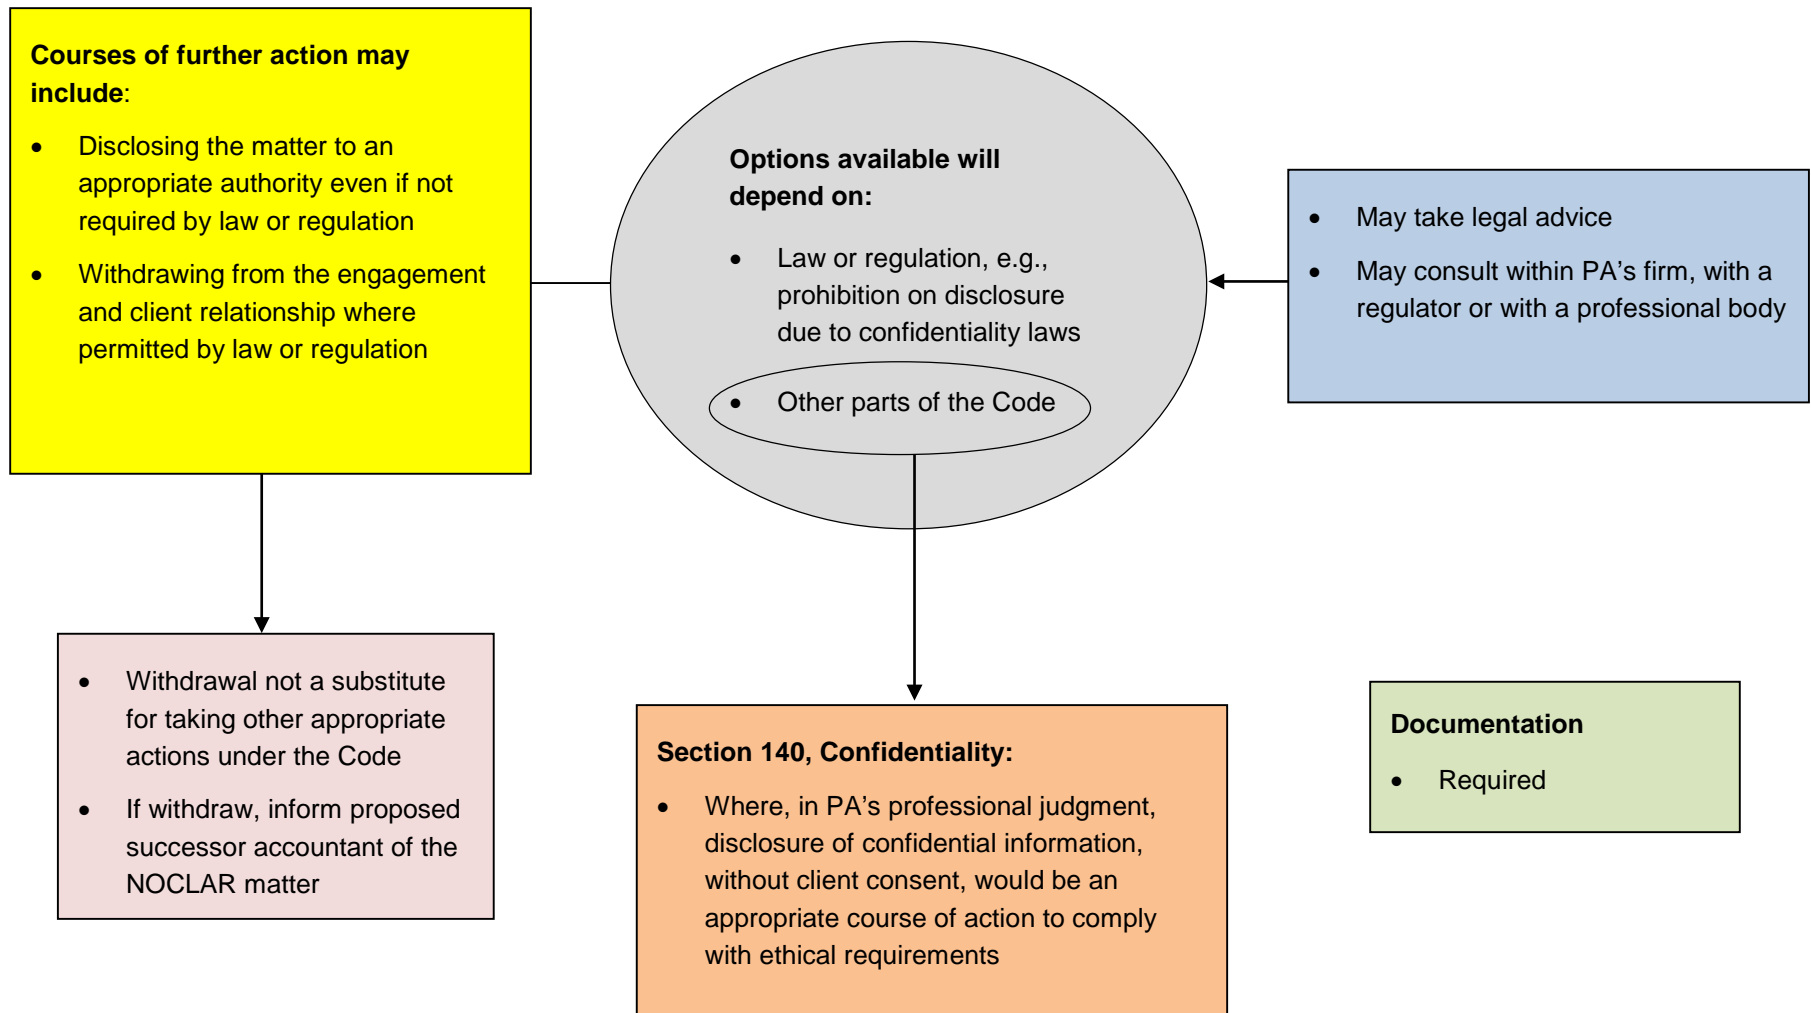 Courses of further action may
include:
• Disclosing the matter to an
appropriate authority even if not
required by law or regulation
• Withdrawing from the engagement
and client relationship where
permitted by law or regulation
Options available will
depend on:
• Law or regulation, e.g.,
prohibition on disclosure
due to confidentiality laws
• Other parts of the Code
• May take legal advice
• May consult within PA’s firm, with a
regulator or with a professional body
• Withdrawal not a substitute
for taking other appropriate
actions under the Code
• If withdraw, inform proposed
successor accountant of the
NOCLAR matter
Section 140, Confidentiality:
• Where, in PA’s professional judgment,
disclosure of confidential information,
without client consent, would be an
appropriate course of action to comply
with ethical requirements
Documentation
• Required